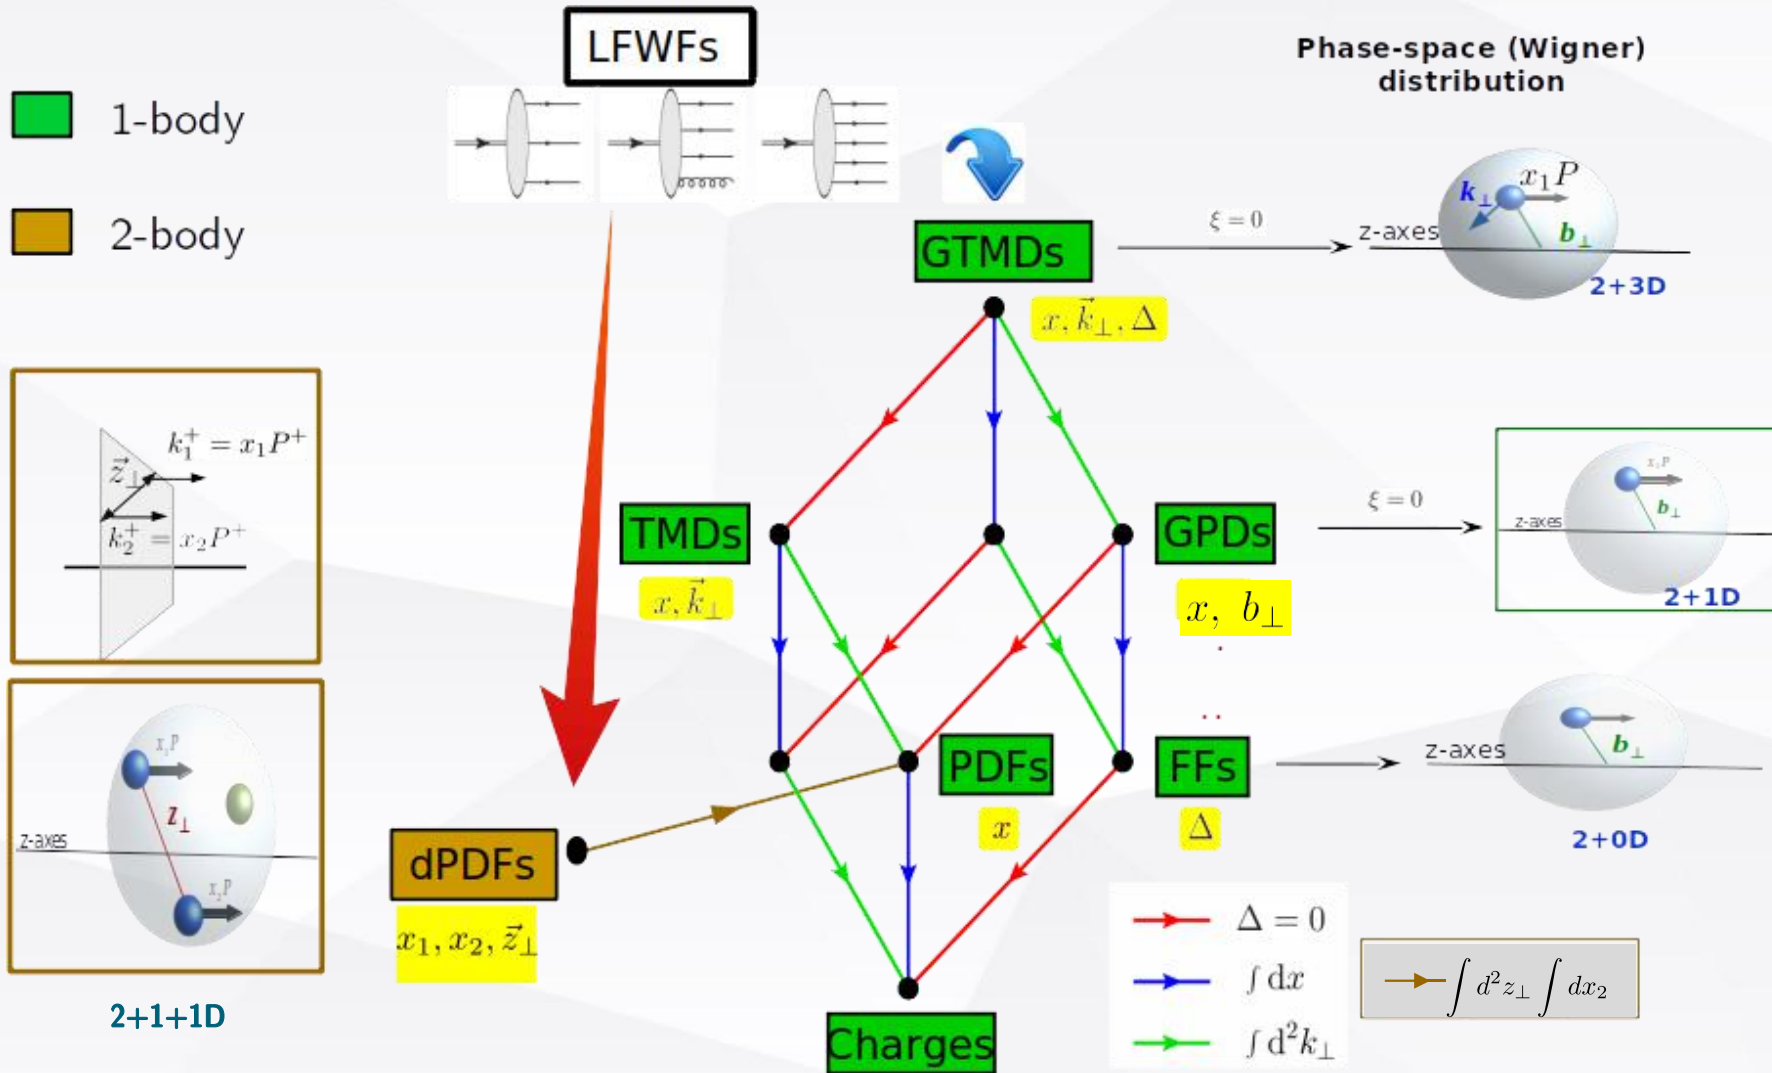 LFWFs
Phase-space (Wigner)
distribution
1-body
2-body
x₁P
k⊥
b⊥
z-axes
2+3D
GTMDs
ξ = 0
x, k⃗⊥, Δ
k₁⁺ = x₁P⁺
z⃗⊥
k₂⁺ = x₂P⁺
TMDs
x, k⃗⊥
GPDs
x, b⊥
ξ = 0
b⊥
z-axes
2+1D
.
..
PDFs
x
FFs
Δ
z-axes
b⊥
2+0D
z⊥
z-axes
x₂P
2+1+1D
dPDFs
x₁, x₂, z⃗⊥
Charges
Δ = 0
∫ dx
∫ d²k⊥
∫ d²z⊥ ∫ dx₂